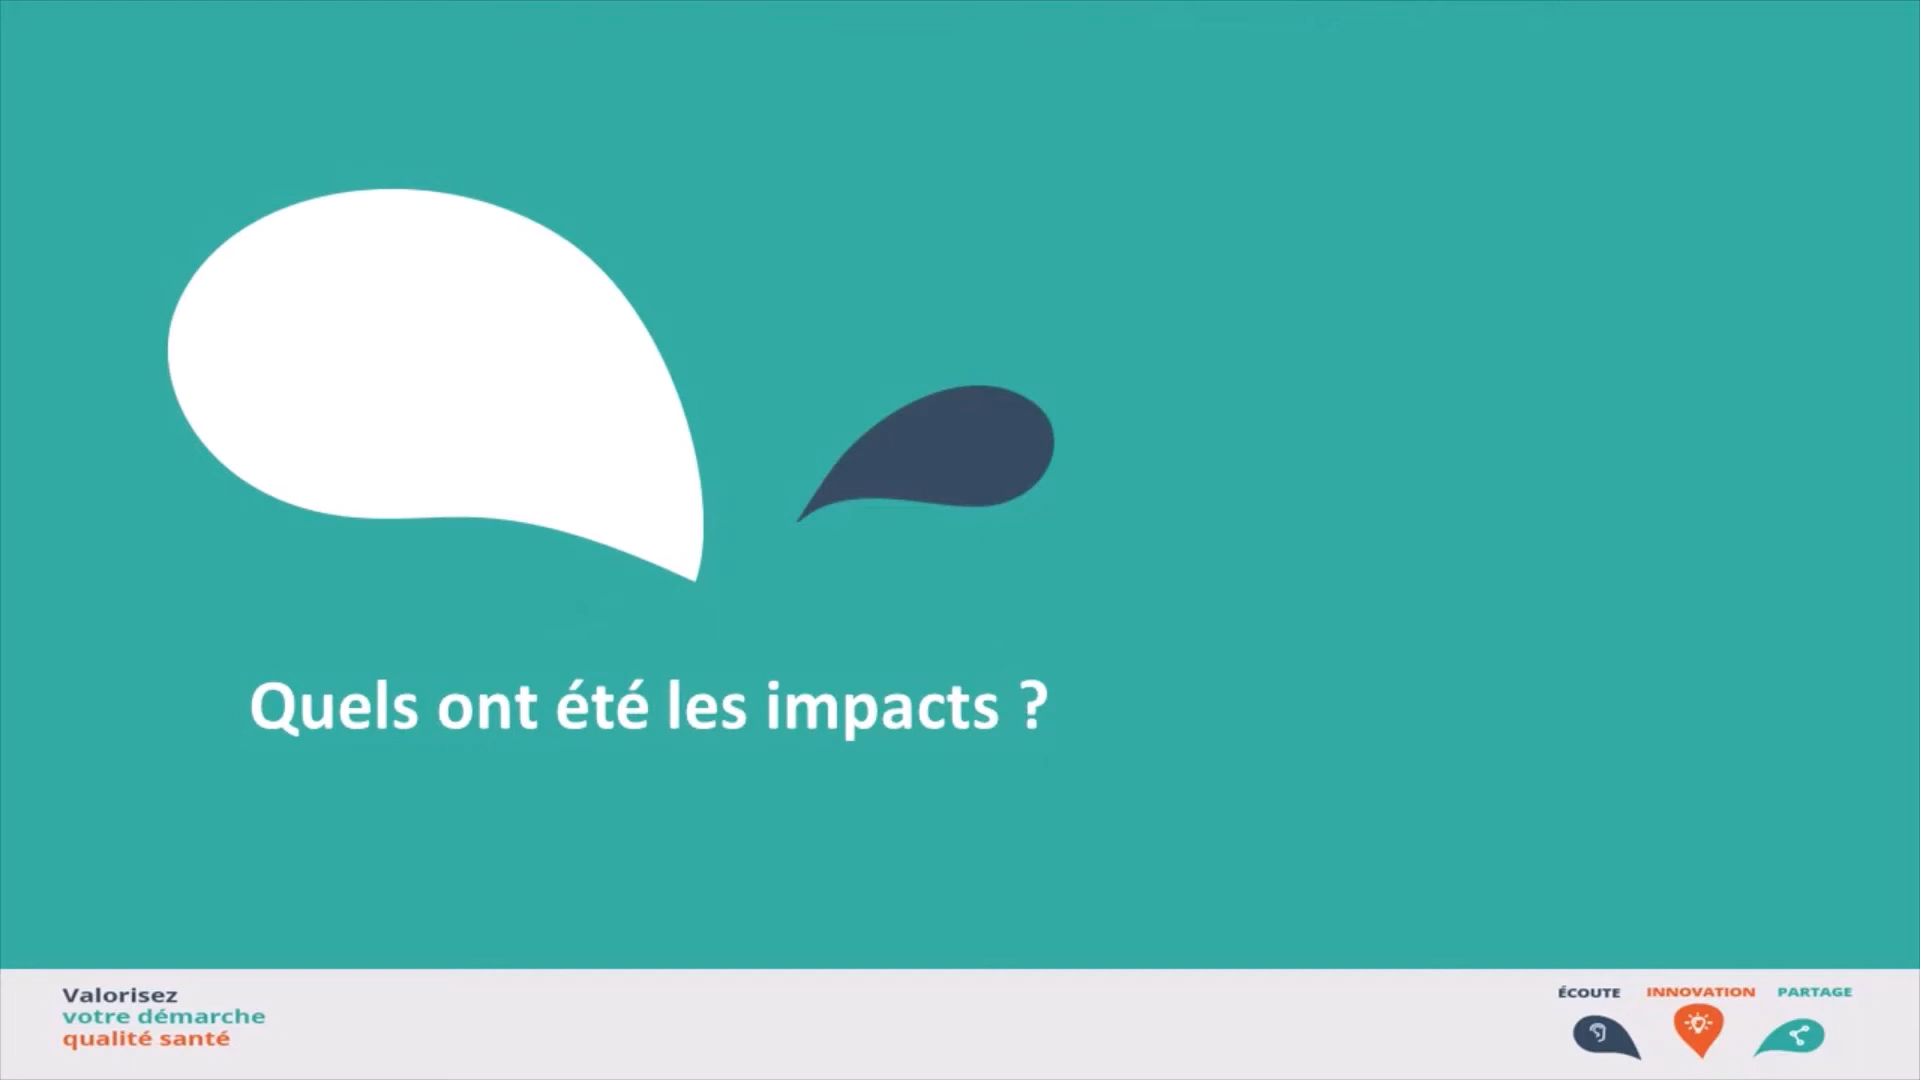 Quels ont été les impacts ?
Valorisez
votre démarche
qualité santé
ÉCOUTE INNOVATION PARTAGE